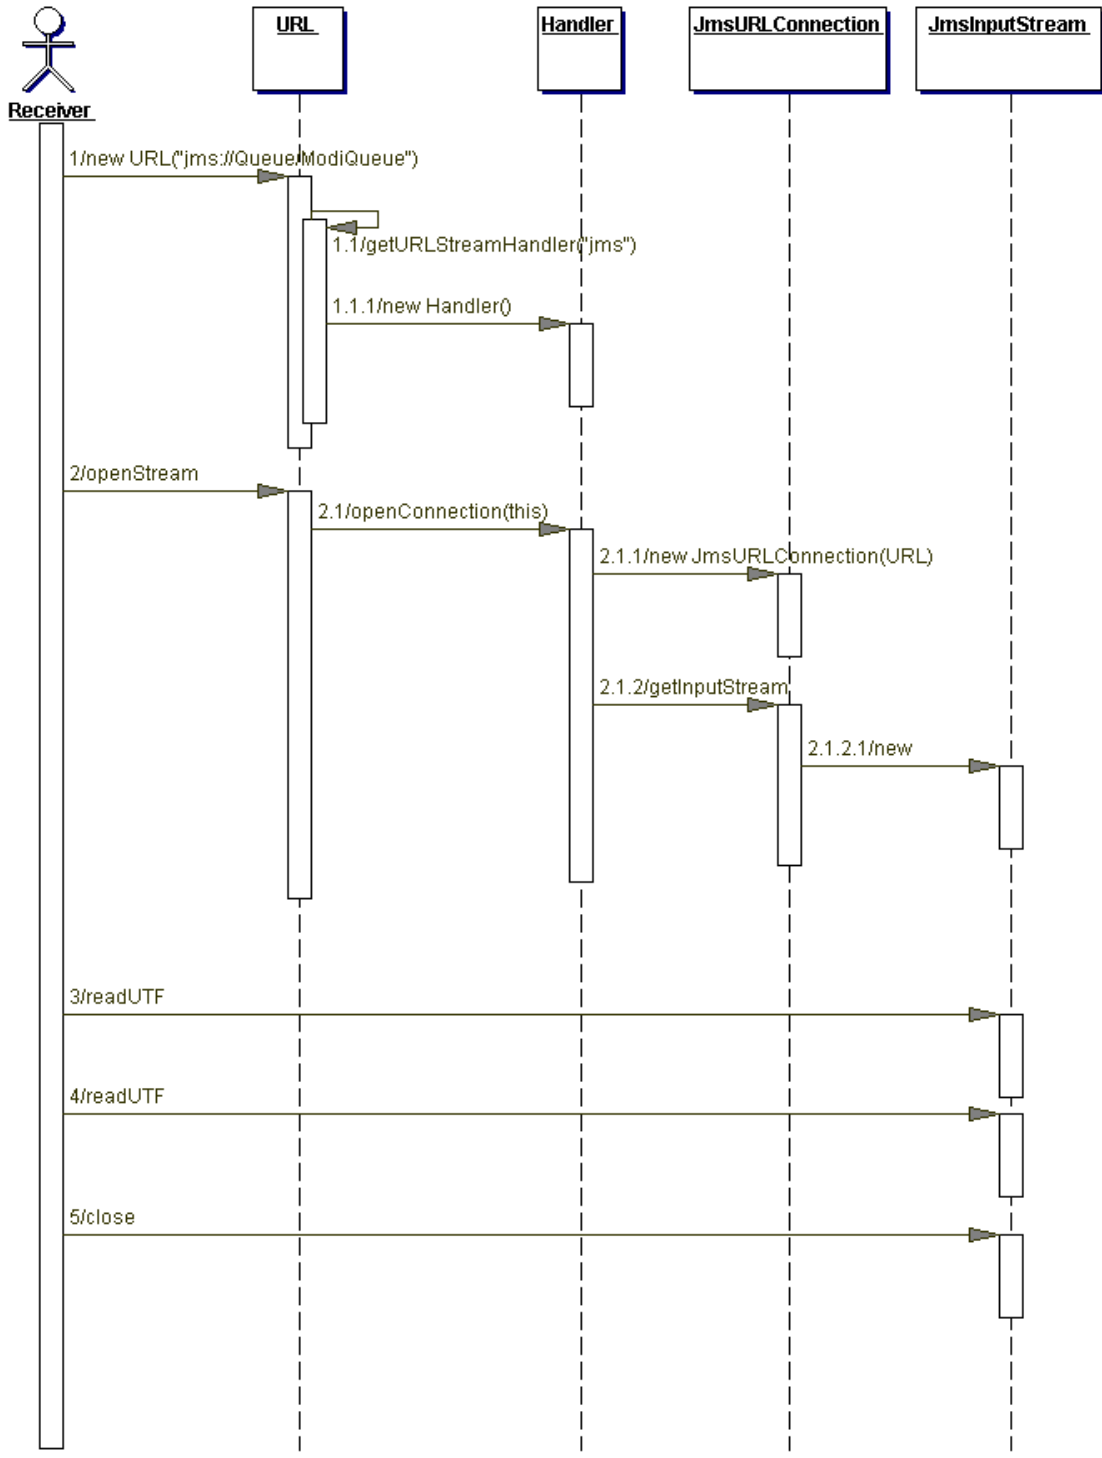 URL
Handler
JmsURLConnection
JmsInputStream
Receiver
1/new URL("jms://Queue/ModiQueue")
1.1/getURLStreamHandler("jms")
1.1.1/new Handler()
2/openStream
2.1/openConnection(this)
2.1.1/new JmsURLConnection(URL)
2.1.2/getInputStream
2.1.2.1/new
3/readUTF
4/readUTF
5/close